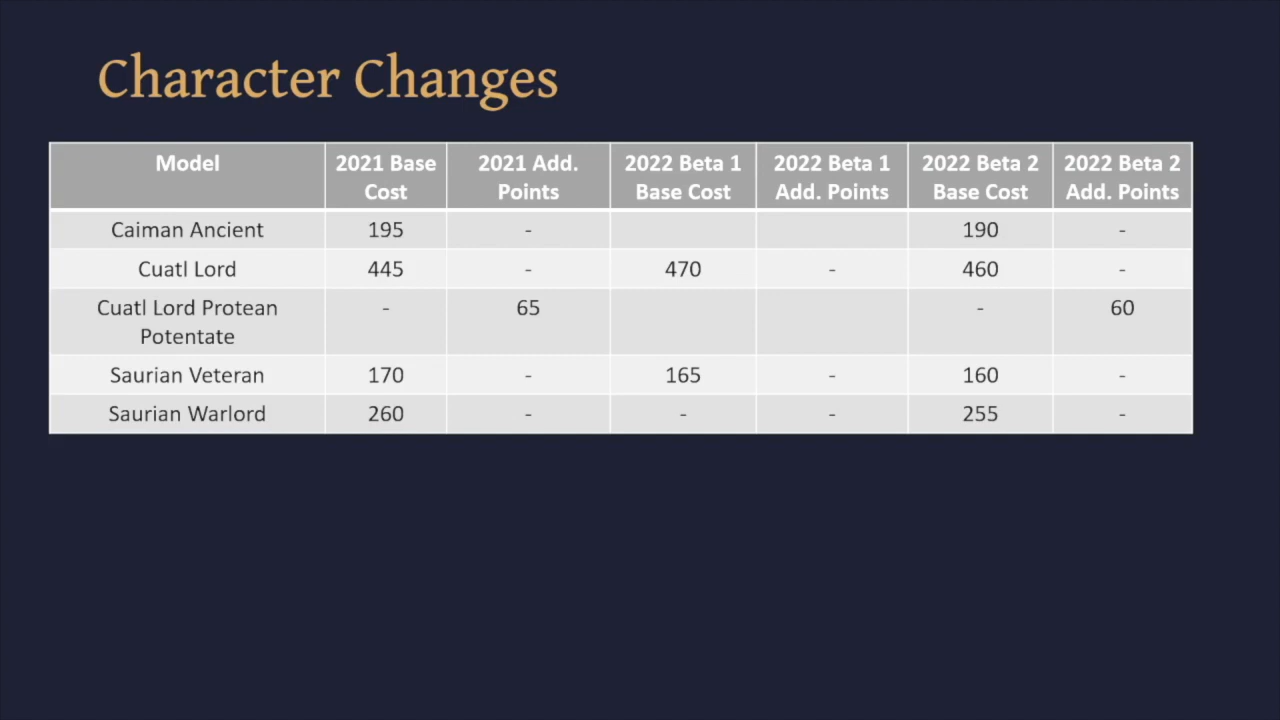 Character Changes
Model 2021 Base Cost 2021 Add. Points 2022 Beta 1 Base Cost 2022 Beta 1 Add. Points 2022 Beta 2 Base Cost 2022 Beta 2 Add. Points
Caiman Ancient 195 - 190 -
Cuatl Lord 445 - 470 - 460 -
Cuatl Lord Protean Potentate - 65 - 60
Saurian Veteran 170 - 165 - 160 -
Saurian Warlord 260 - - - 255 -